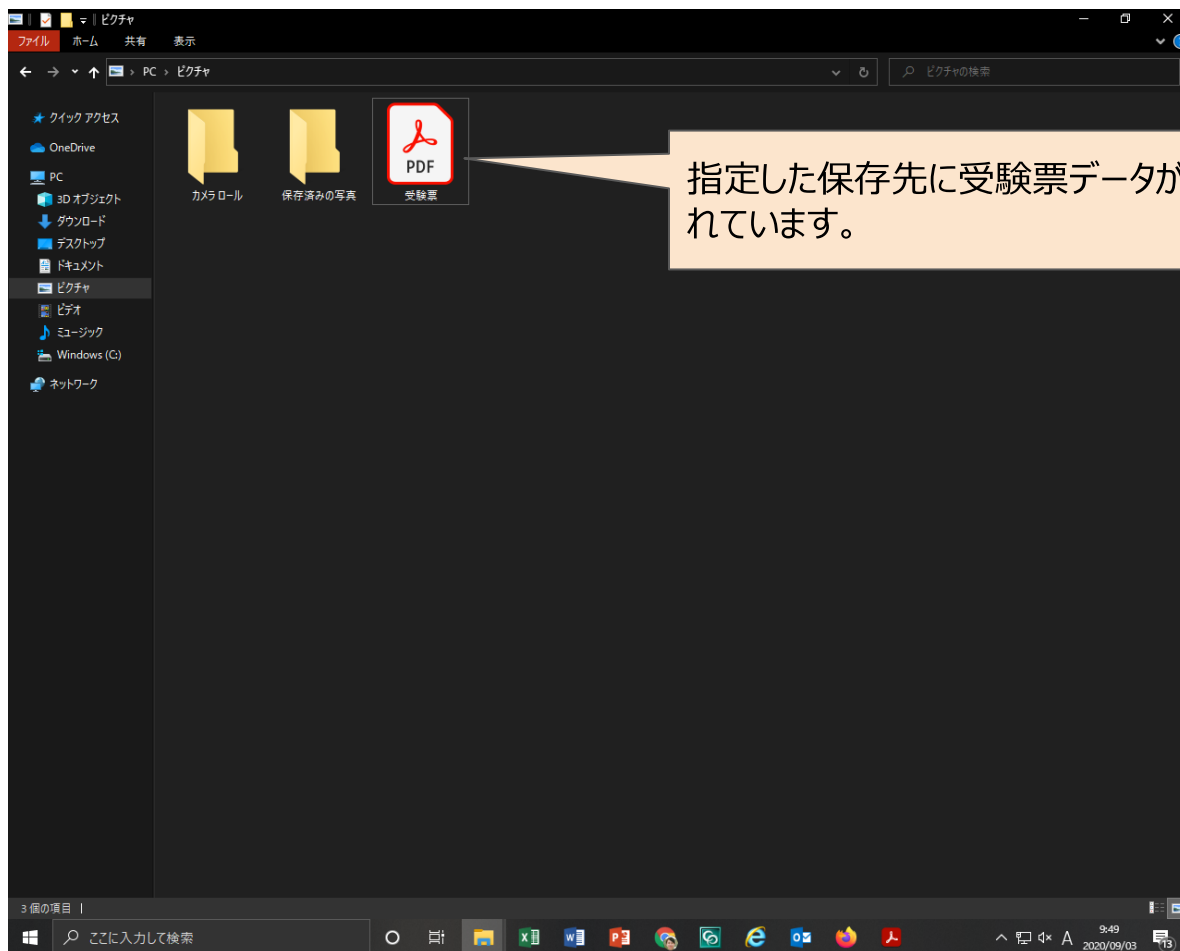 ピクチャ
ファイル ホーム 共有 表示
PC › ピクチャ
ピクチャの検索
クイック アクセス
OneDrive
PC
3D オブジェクト
ダウンロード
デスクトップ
ドキュメント
ピクチャ
ビデオ
ミュージック
Windows (C:)
ネットワーク
カメラロール
保存済みの写真
PDF
受験票
指定した保存先に受験票データが
れています。
3 個の項目
ここに入力して検索
A
9:49
2020/09/03
13